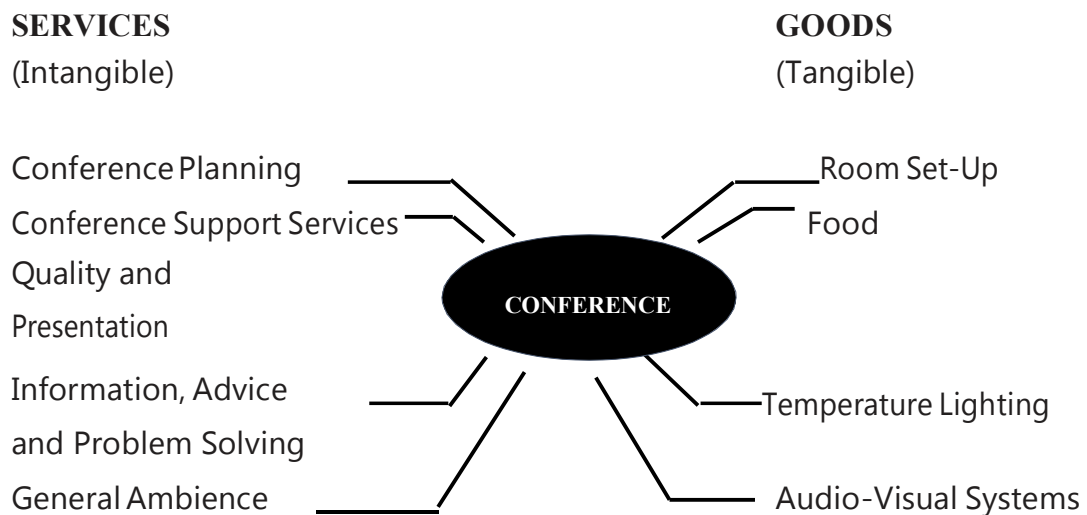 SERVICES
(Intangible)
Conference Planning
Conference Support Services
Quality and
Presentation
Information, Advice
and Problem Solving
General Ambience
CONFERENCE
GOODS
(Tangible)
Room Set-Up
Food
Temperature Lighting
Audio-Visual Systems